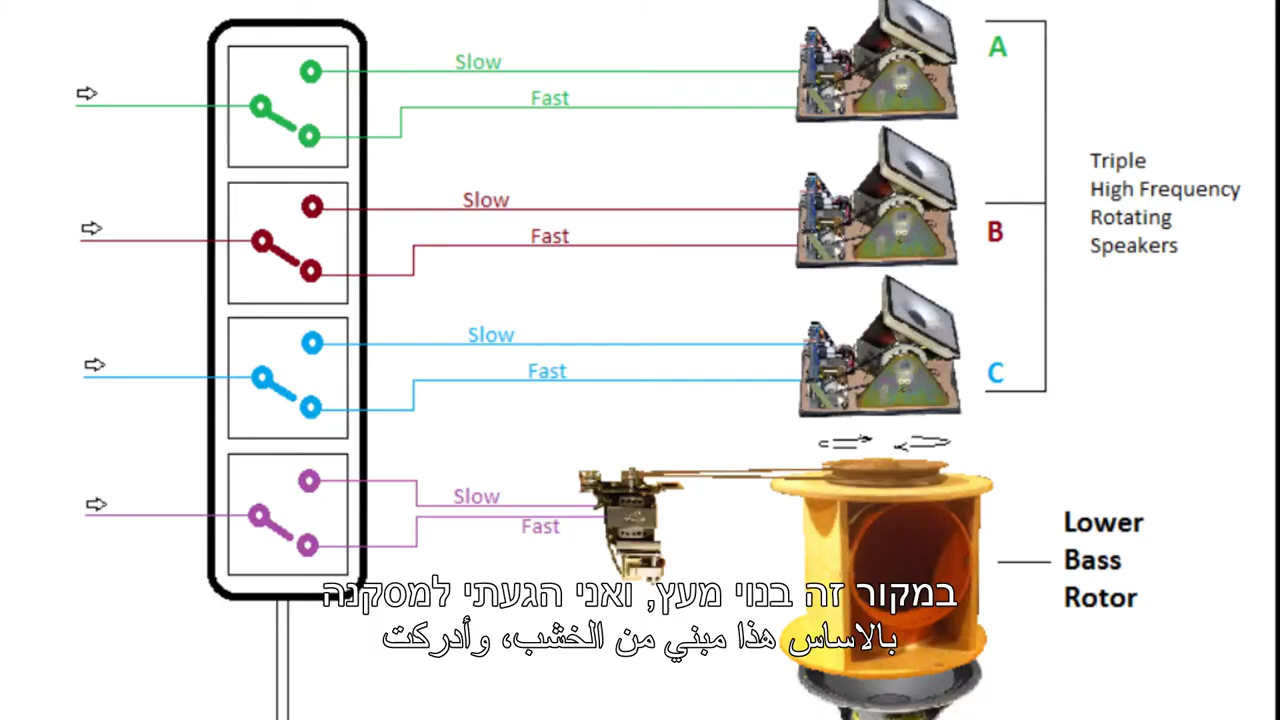 Slow
A
Fast
Slow
B
Fast
Triple
High Frequency
Rotating
Speakers
Slow
Fast
C
Slow
Fast
Lower
Bass
Rotor
במקור זה בנוי מעץ, ואני הגעתי למסקנה
بالاساس هذا مبني من الخشب، وأدركت